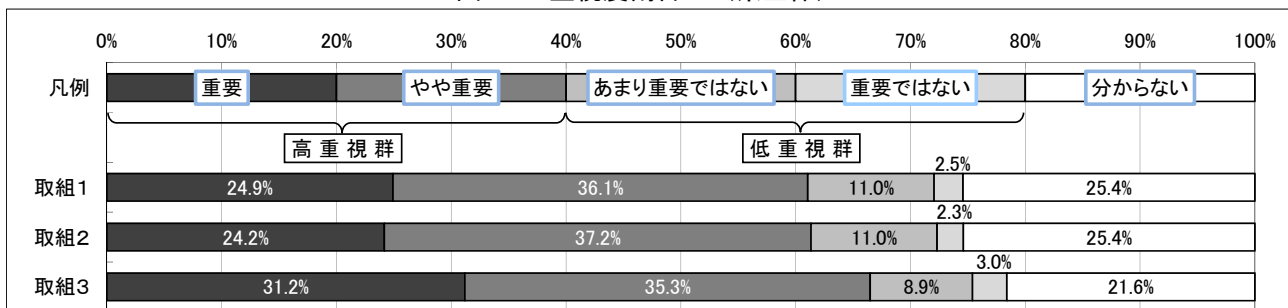 0% 10% 20% 30% 40% 50% 60% 70% 80% 90% 100%
凡例 重要 やや重要 あまり重要ではない 重要ではない 分からない
高重視群 低重視群
2.5%
取組1 24.9% 36.1% 11.0% 25.4%
2.3%
取組2 24.2% 37.2% 11.0% 25.4%
3.0%
取組3 31.2% 35.3% 8.9% 21.6%